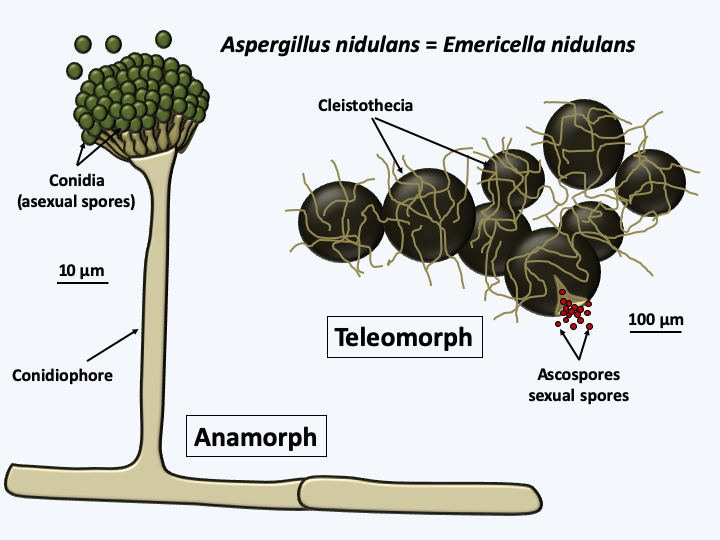 Aspergillus nidulans = Emericella nidulans
Cleistothecia
Conidia
(asexual spores)
10 µm
100 µm
Teleomorph
Conidiophore
Ascospores
sexual spores
Anamorph